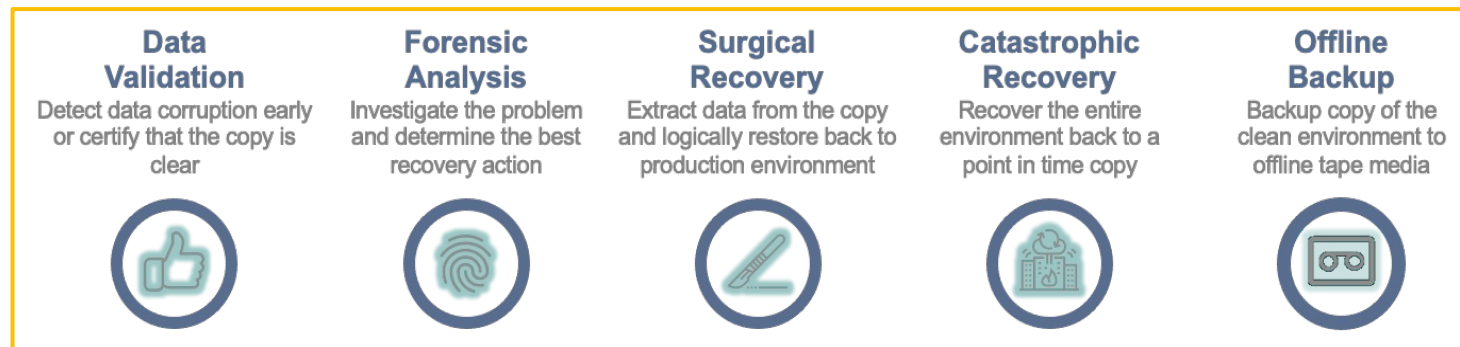 Data
Validation
Detect data corruption early
or certify that the copy is
clear
Forensic
Analysis
Investigate the problem
and determine the best
recovery action
Surgical
Recovery
Extract data from the copy
and logically restore back to
production environment
Catastrophic
Recovery
Recover the entire
environment back to a
point in time copy
Offline
Backup
Backup copy of the
clean environment to
offline tape media